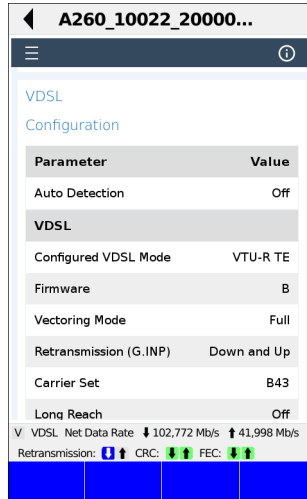 A260_10022_20000...
VDSL
Configuration
Parameter Value
Auto Detection Off
VDSL
Configured VDSL Mode VTU-R TE
Firmware B
Vectoring Mode Full
Retransmission (G.INP) Down and Up
Carrier Set B43
Long Reach Off
V VDSL Net Data Rate ⬇102,772 Mb/s ⬆41,998 Mb/s
Retransmission: ⬇⬆ CRC: ⬇⬆ FEC: ⬇⬆